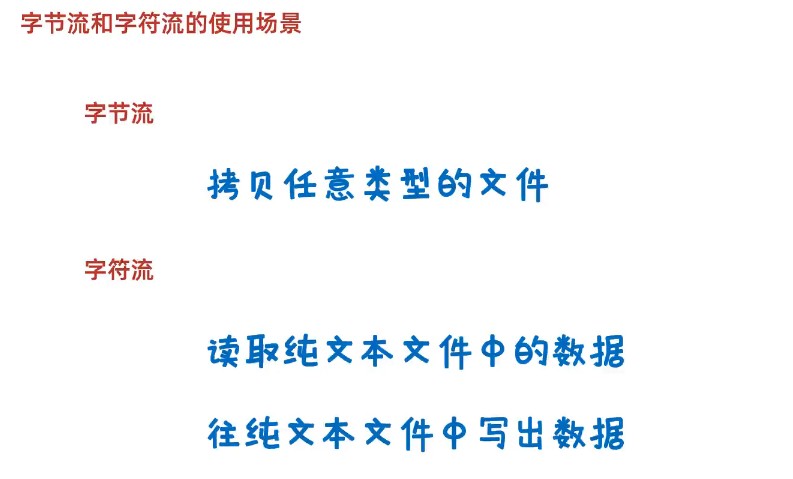 字节流和字符流的使用场景
字节流
拷贝任意类型的文件
字符流
读取纯文本文件中的数据
往纯文本文件中写出数据